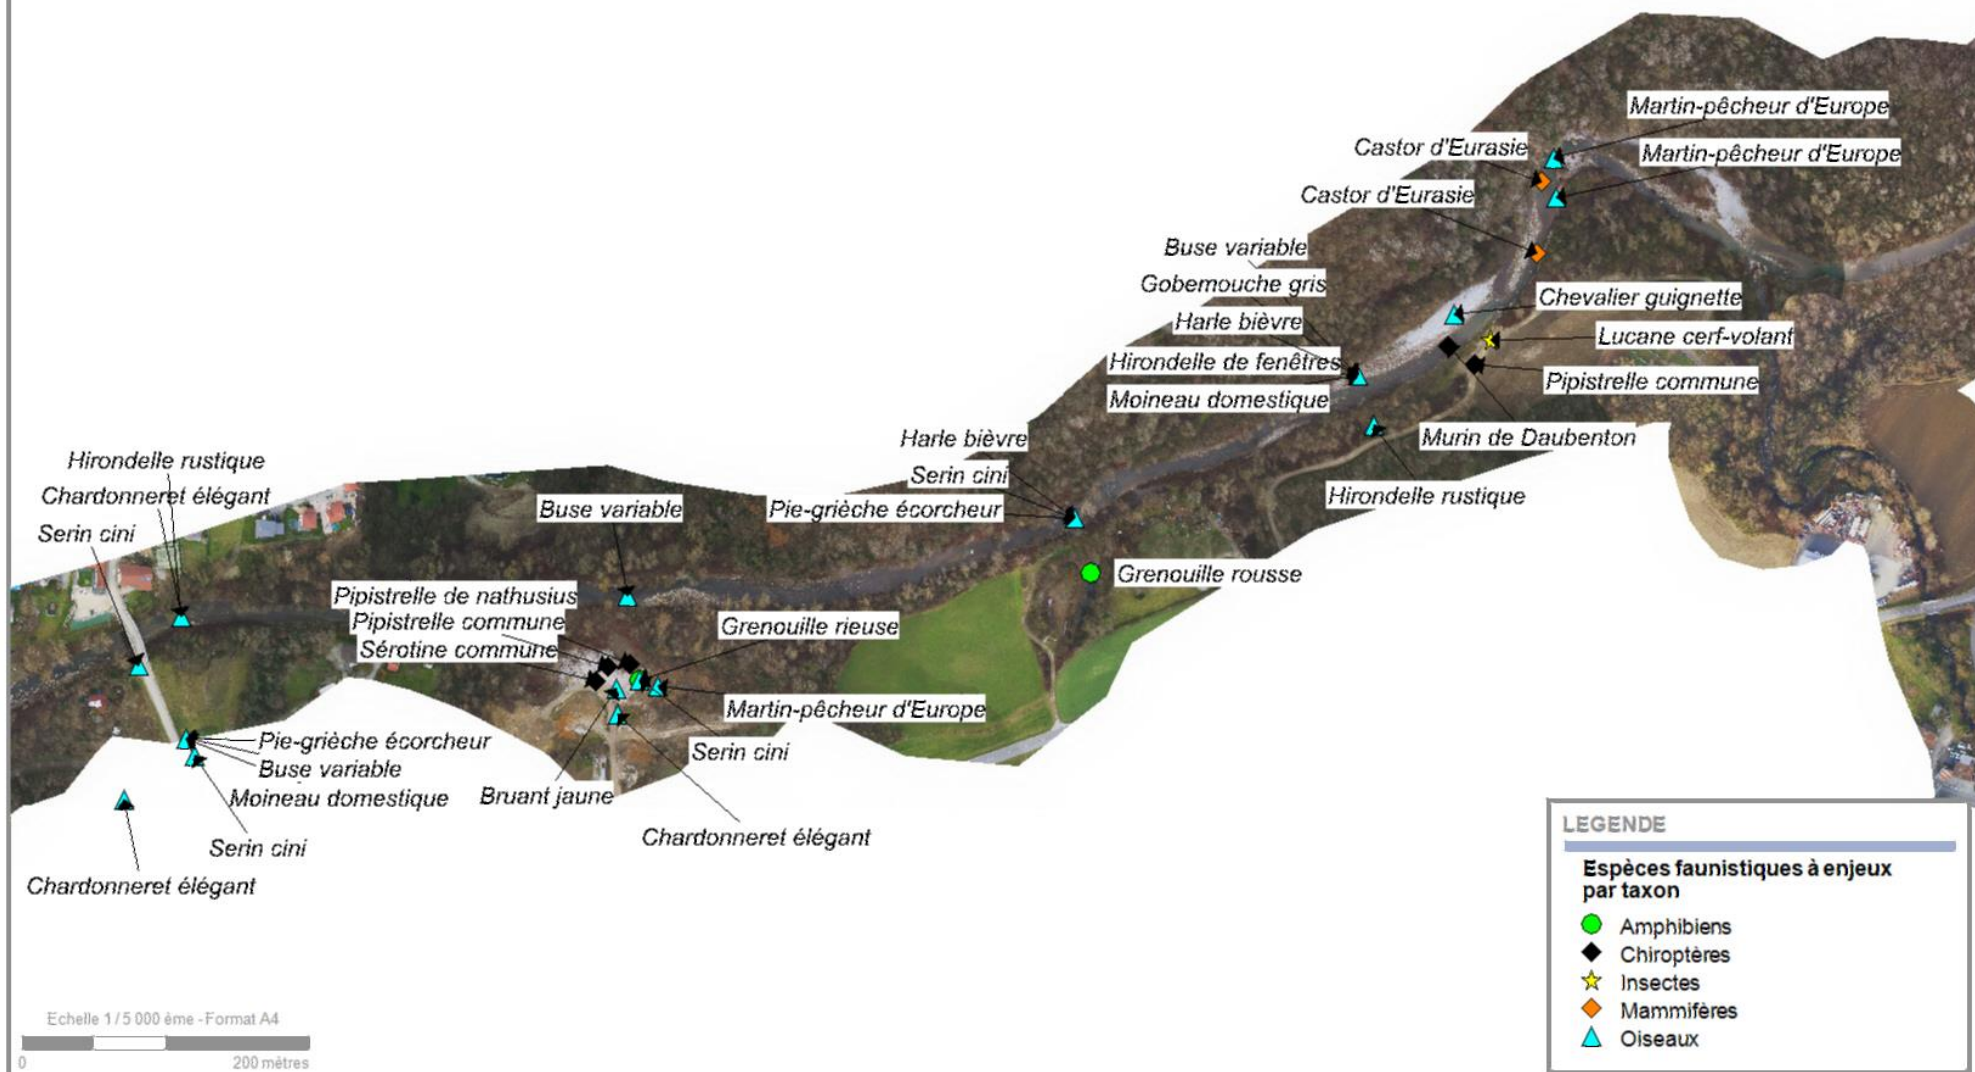 Martin-pêcheur d'Europe
Castor d'Eurasie
Martin-pêcheur d'Europe
Castor d'Eurasie
Buse variable
Gobemouche gris
Chevalier guignette
Harle bièvre
Lucane cerf-volant
Hirondelle de fenêtres
Pipistrelle commune
Moineau domestique
Murin de Daubenton
Harle bièvre
Serin cini
Hirondelle rustique
Pie-grièche écorcheur
Hirondelle rustique
Chardonneret élégant
Serin cini
Buse variable
Grenouille rousse
Pipistrelle de nathusius
Pipistrelle commune
Sérotine commune
Grenouille rieuse
Martin-pêcheur d'Europe
Serin cini
Pie-grièche écorcheur
Buse variable
Moineau domestique
Bruant jaune
Chardonneret élégant
Serin cini
Chardonneret élégant
LEGENDE
Espèces faunistiques à enjeux
par taxon
Amphibiens
Chiroptères
Insectes
Mammifères
Oiseaux
Echelle 1 / 5 000 ème - Format A4
0 200 mètres